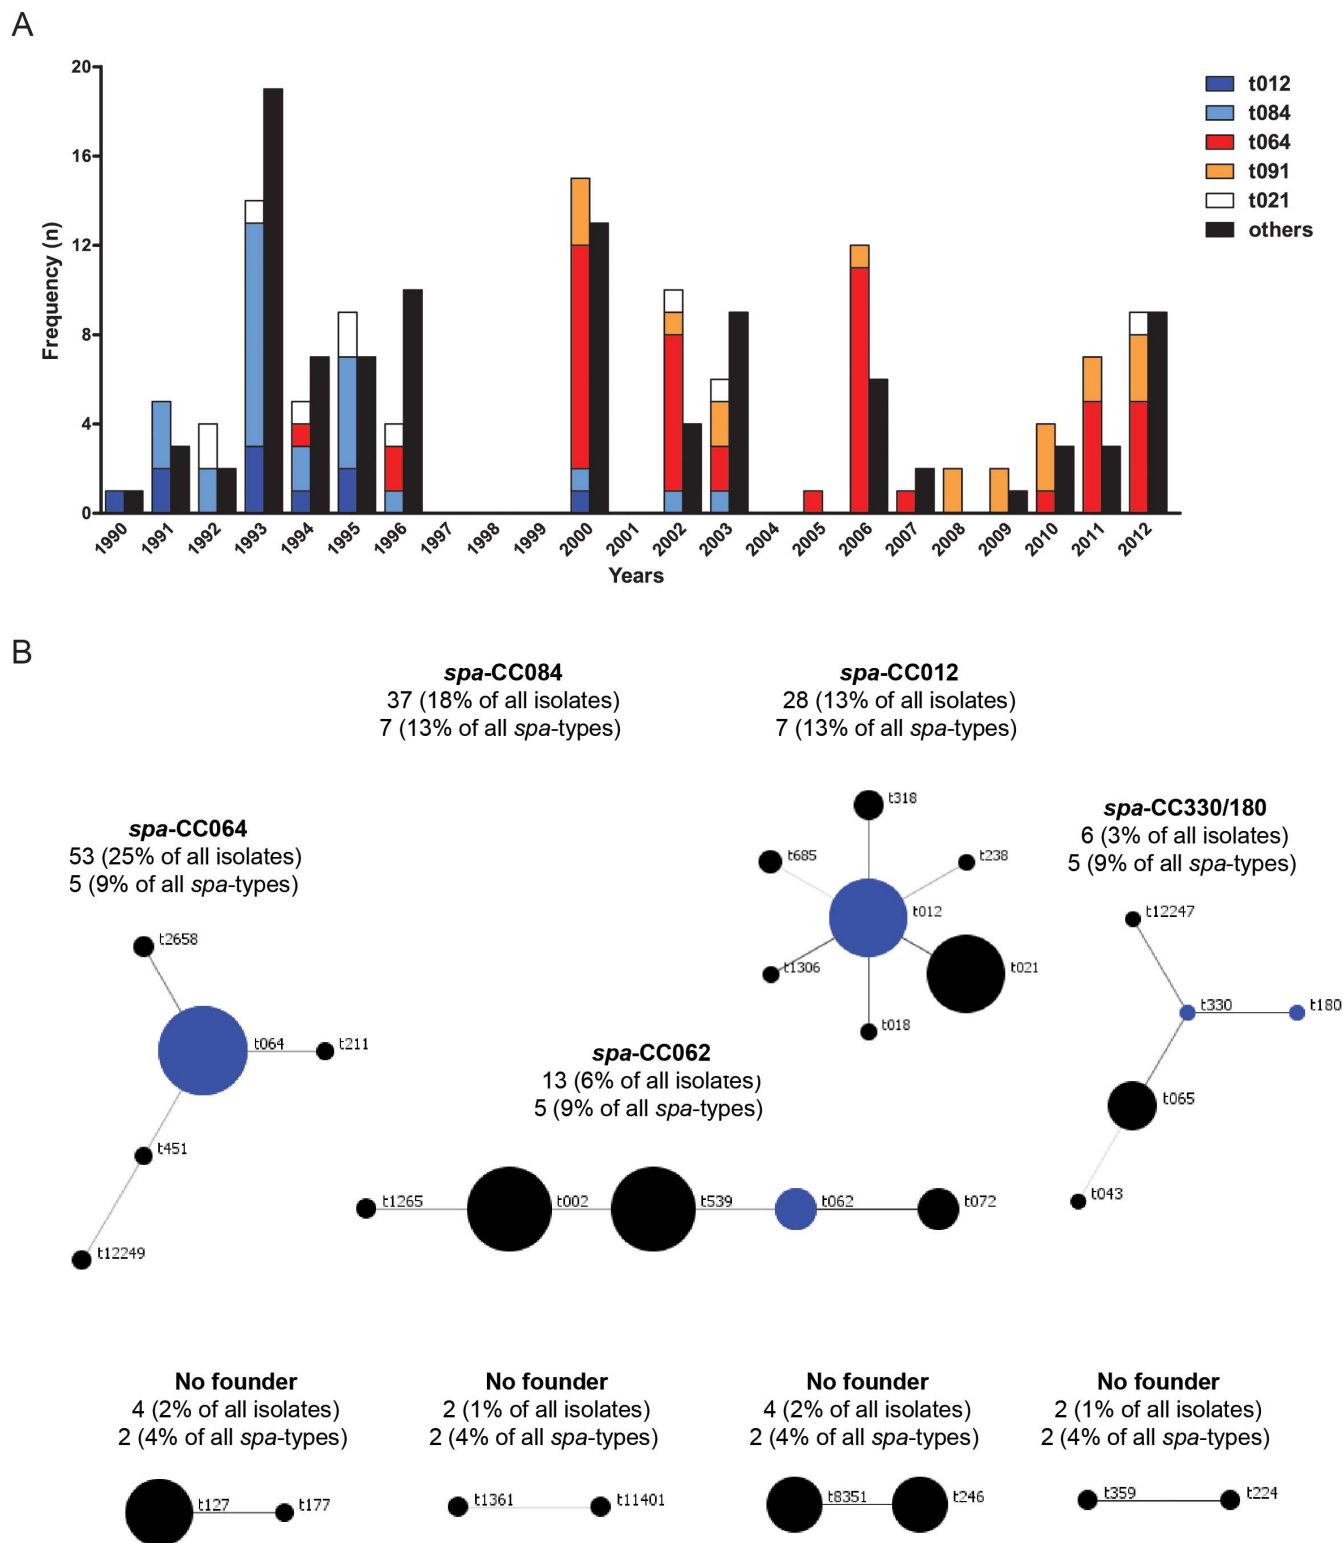 A
20
16
12
8
4
0
Frequency (n)
1990
1991
1992
1993
1994
1995
1996
1997
1998
1999
2000
2001
2002
2003
2004
2005
2006
2007
2008
2009
2010
2011
2012
Years
t012
t084
t064
t091
t021
others
B
spa-CC084
37 (18% of all isolates)
7 (13% of all spa-types)
spa-CC012
28 (13% of all isolates)
7 (13% of all spa-types)
t318
t685
t238
t012
t021
t1306
t018
spa-CC064
53 (25% of all isolates)
5 (9% of all spa-types)
t2658
t064
t211
t451
t12249
spa-CC330/180
6 (3% of all isolates)
5 (9% of all spa-types)
t12247
t330
t180
t065
t043
spa-CC062
13 (6% of all isolates)
5 (9% of all spa-types)
t1265
t002
t539
t062
t072
No founder
4 (2% of all isolates)
2 (4% of all spa-types)
t127
t177
No founder
2 (1% of all isolates)
2 (4% of all spa-types)
t1361
t11401
No founder
4 (2% of all isolates)
2 (4% of all spa-types)
t8351
t246
No founder
2 (1% of all isolates)
2 (4% of all spa-types)
t359
t224